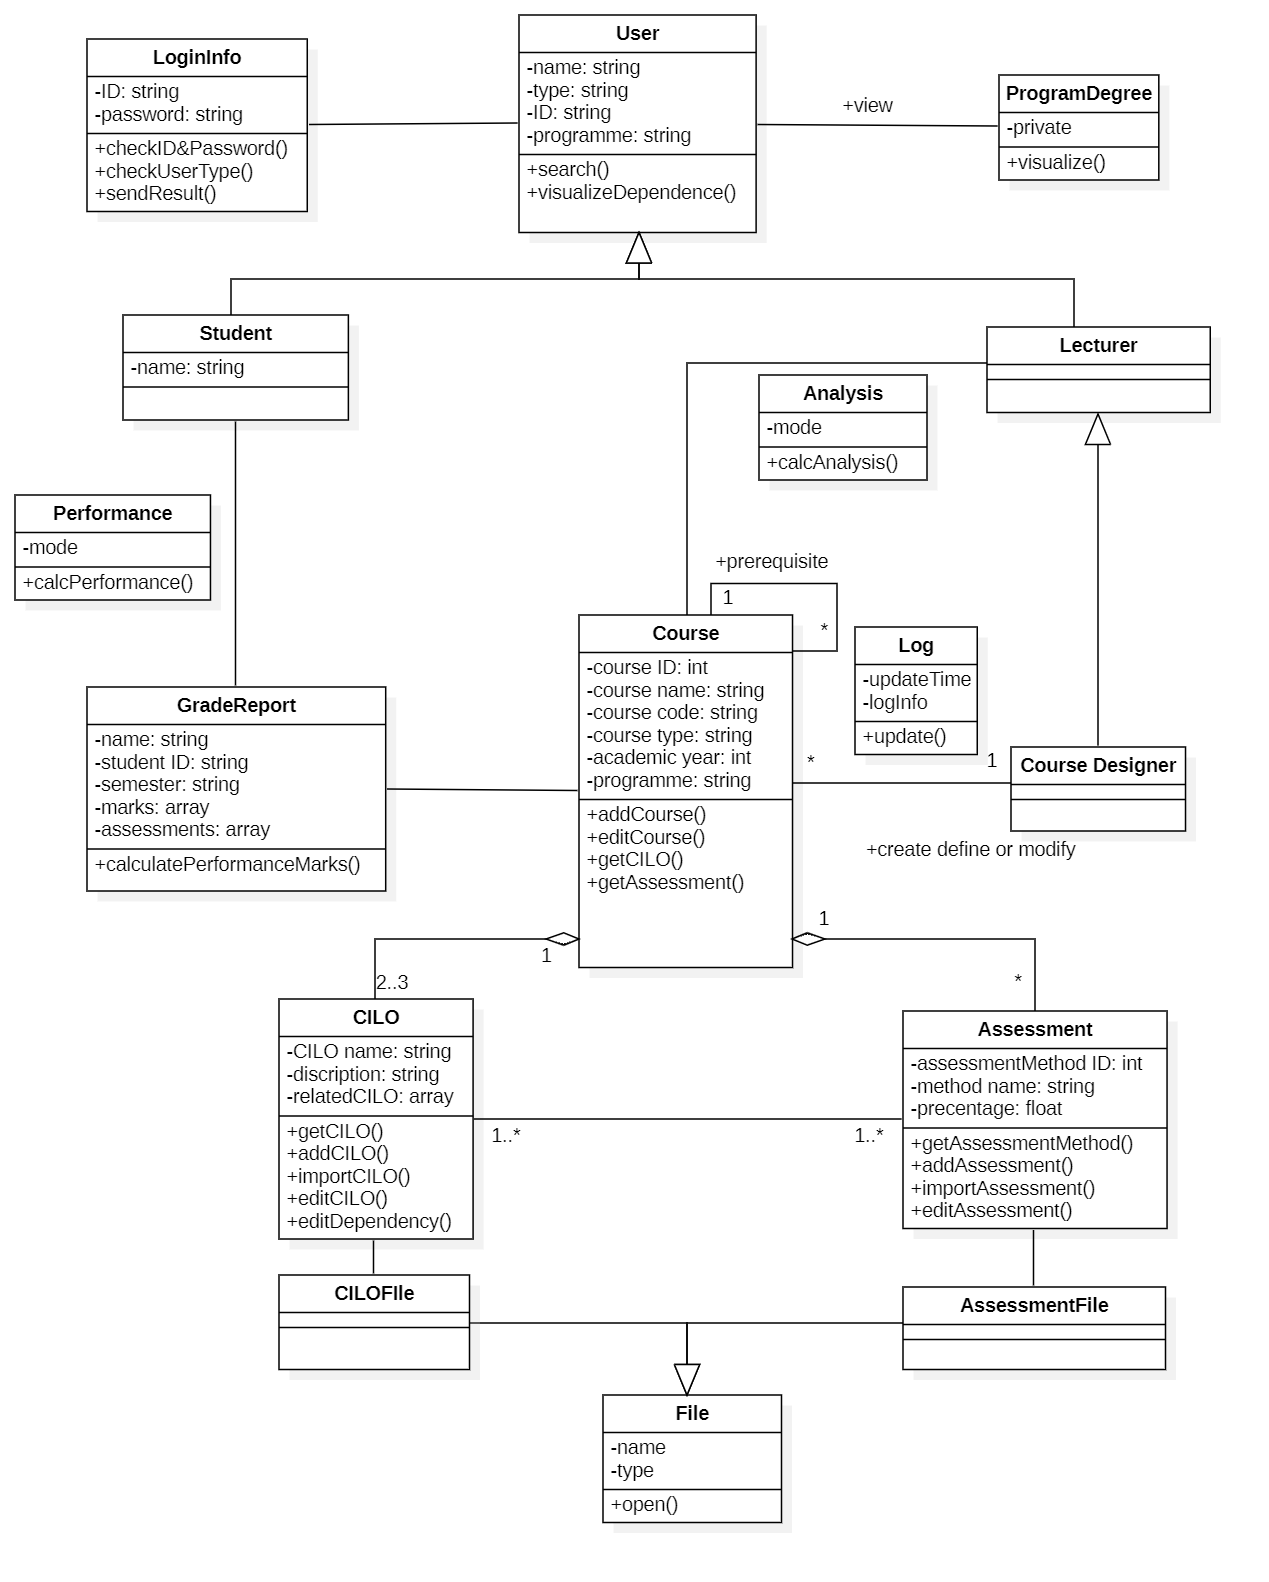 User
-name: string
-type: string
-ID: string
-programme: string
+search()
+visualizeDependence()
LoginInfo
-ID: string
-password: string
+checkID&Password()
+checkUserType()
+sendResult()
+view
ProgramDegree
-private
+visualize()
Student
-name: string
Lecturer
Analysis
-mode
+calcAnalysis()
Performance
-mode
+calcPerformance()
+prerequisite
1
*
Course
-course ID: int
-course name: string
-course code: string
-course type: string
-academic year: int
-programme: string
+addCourse()
+editCourse()
+getCILO()
+getAssessment()
Log
-updateTime
-logInfo
+update()
*
1
Course Designer
+create define or modify
GradeReport
-name: string
-student ID: string
-semester: string
-marks: array
-assessments: array
+calculatePerformanceMarks()
1
1
2..3
*
CILO
-CILO name: string
-discription: string
-relatedCILO: array
+getCILO()
+addCILO()
+importCILO()
+editCILO()
+editDependency()
1..*
1..*
Assessment
-assessmentMethod ID: int
-method name: string
-precentage: float
+getAssessmentMethod()
+addAssessment()
+importAssessment()
+editAssessment()
CILOFIle
AssessmentFile
File
-name
-type
+open()